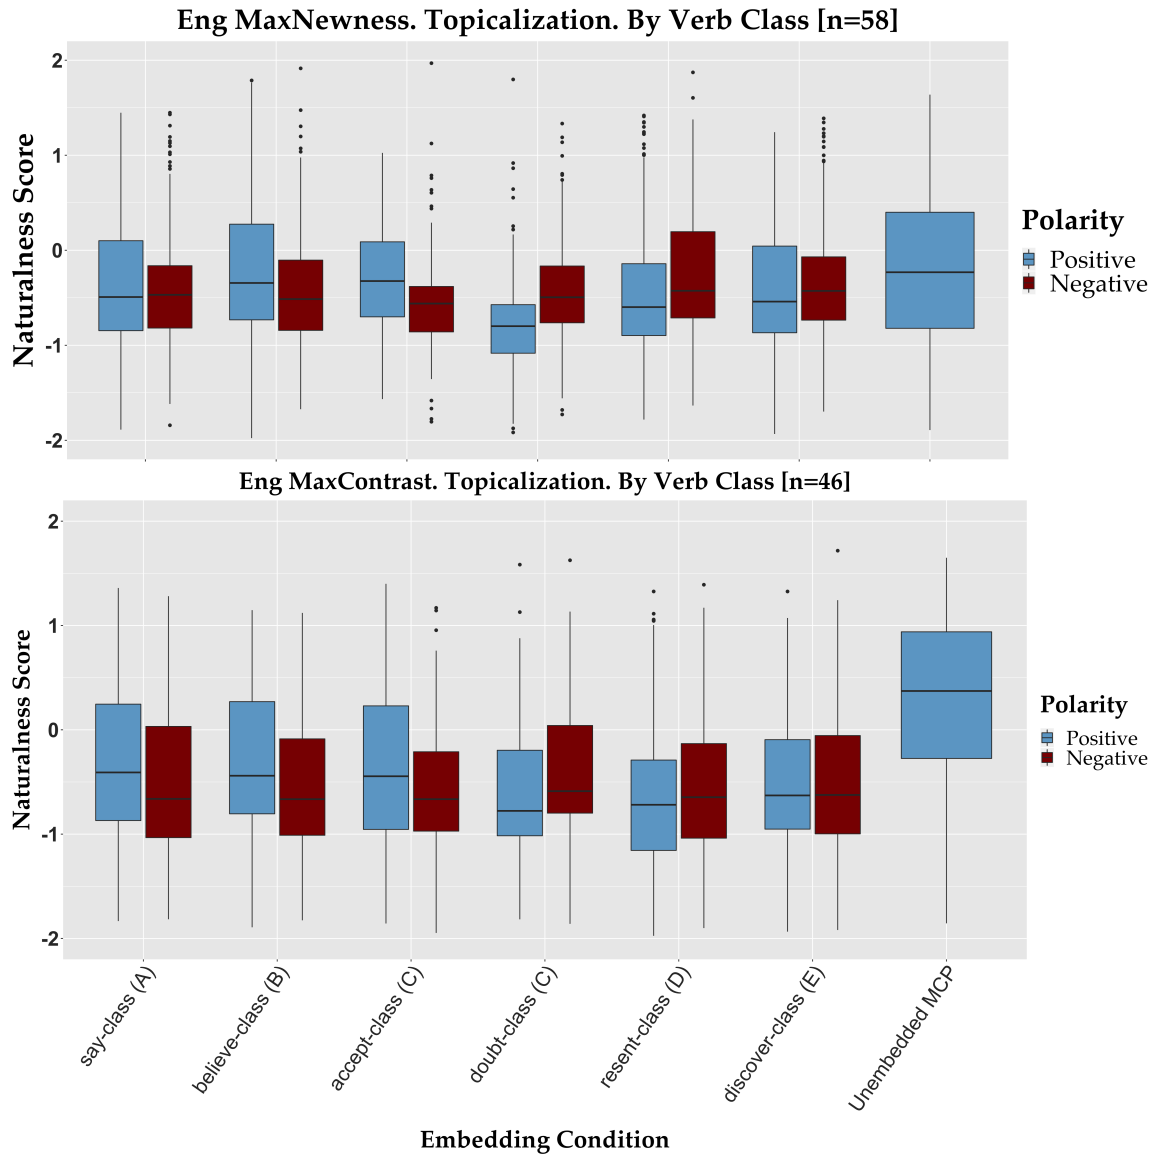 Eng MaxNewness. Topicalization. By Verb Class [n=58]
Naturalness Score
2
1
0
-1
-2
Polarity
Positive
Negative
Eng MaxContrast. Topicalization. By Verb Class [n=46]
Naturalness Score
2
1
0
-1
-2
Polarity
Positive
Negative
say-class (A)
believe-class (B)
accept-class (C)
doubt-class (C)
resent-class (D)
discover-class (E)
Unembedded MCP
Embedding Condition